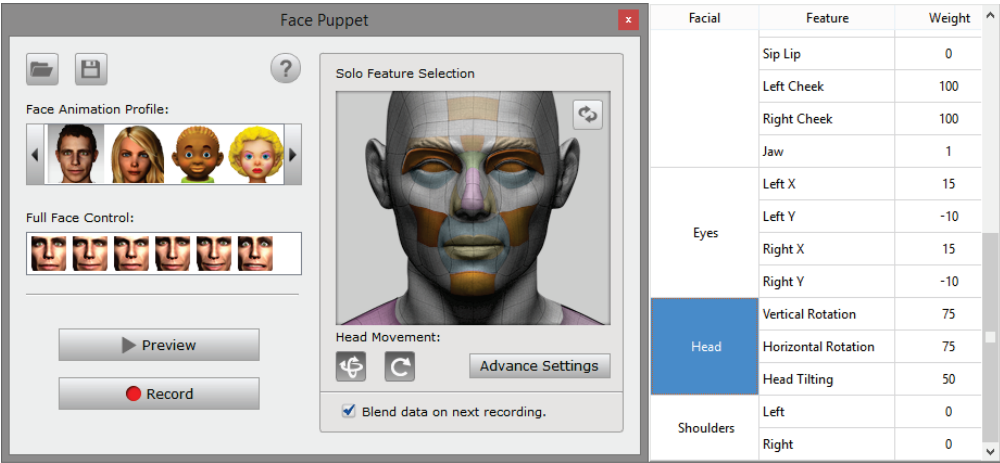 Face Puppet
x
?
Face Animation Profile:
Full Face Control:
Preview
Record
Solo Feature Selection
Head Movement:
Advance Settings
Blend data on next recording.
Facial Feature Weight
Sip Lip 0
Left Cheek 100
Right Cheek 100
Jaw 1
Eyes
Left X 15
Left Y -10
Right X 15
Right Y -10
Head
Vertical Rotation 75
Horizontal Rotation 75
Head Tilting 50
Shoulders
Left 0
Right 0